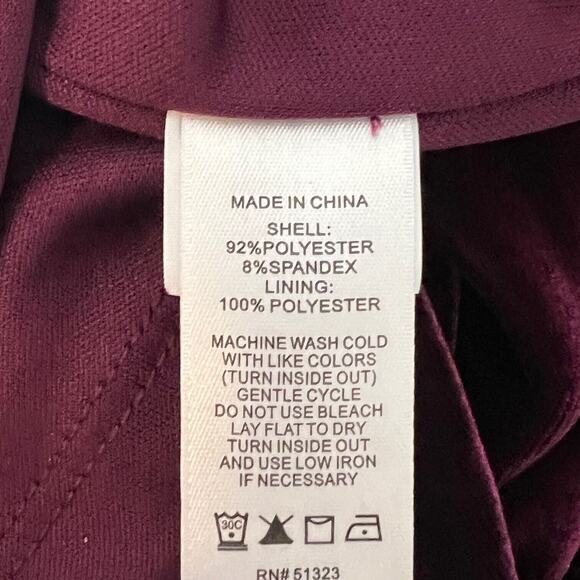 MADE IN CHINA
SHELL:
92%POLYESTER
8%SPANDEX
LINING:
100% POLYESTER
MACHINE WASH COLD
WITH LIKE COLORS
(TURN INSIDE OUT)
GENTLE CYCLE
DO NOT USE BLEACH
LAY FLAT TO DRY
TURN INSIDE OUT
AND USE LOW IRON
IF NECESSARY
30C
RN# 51323